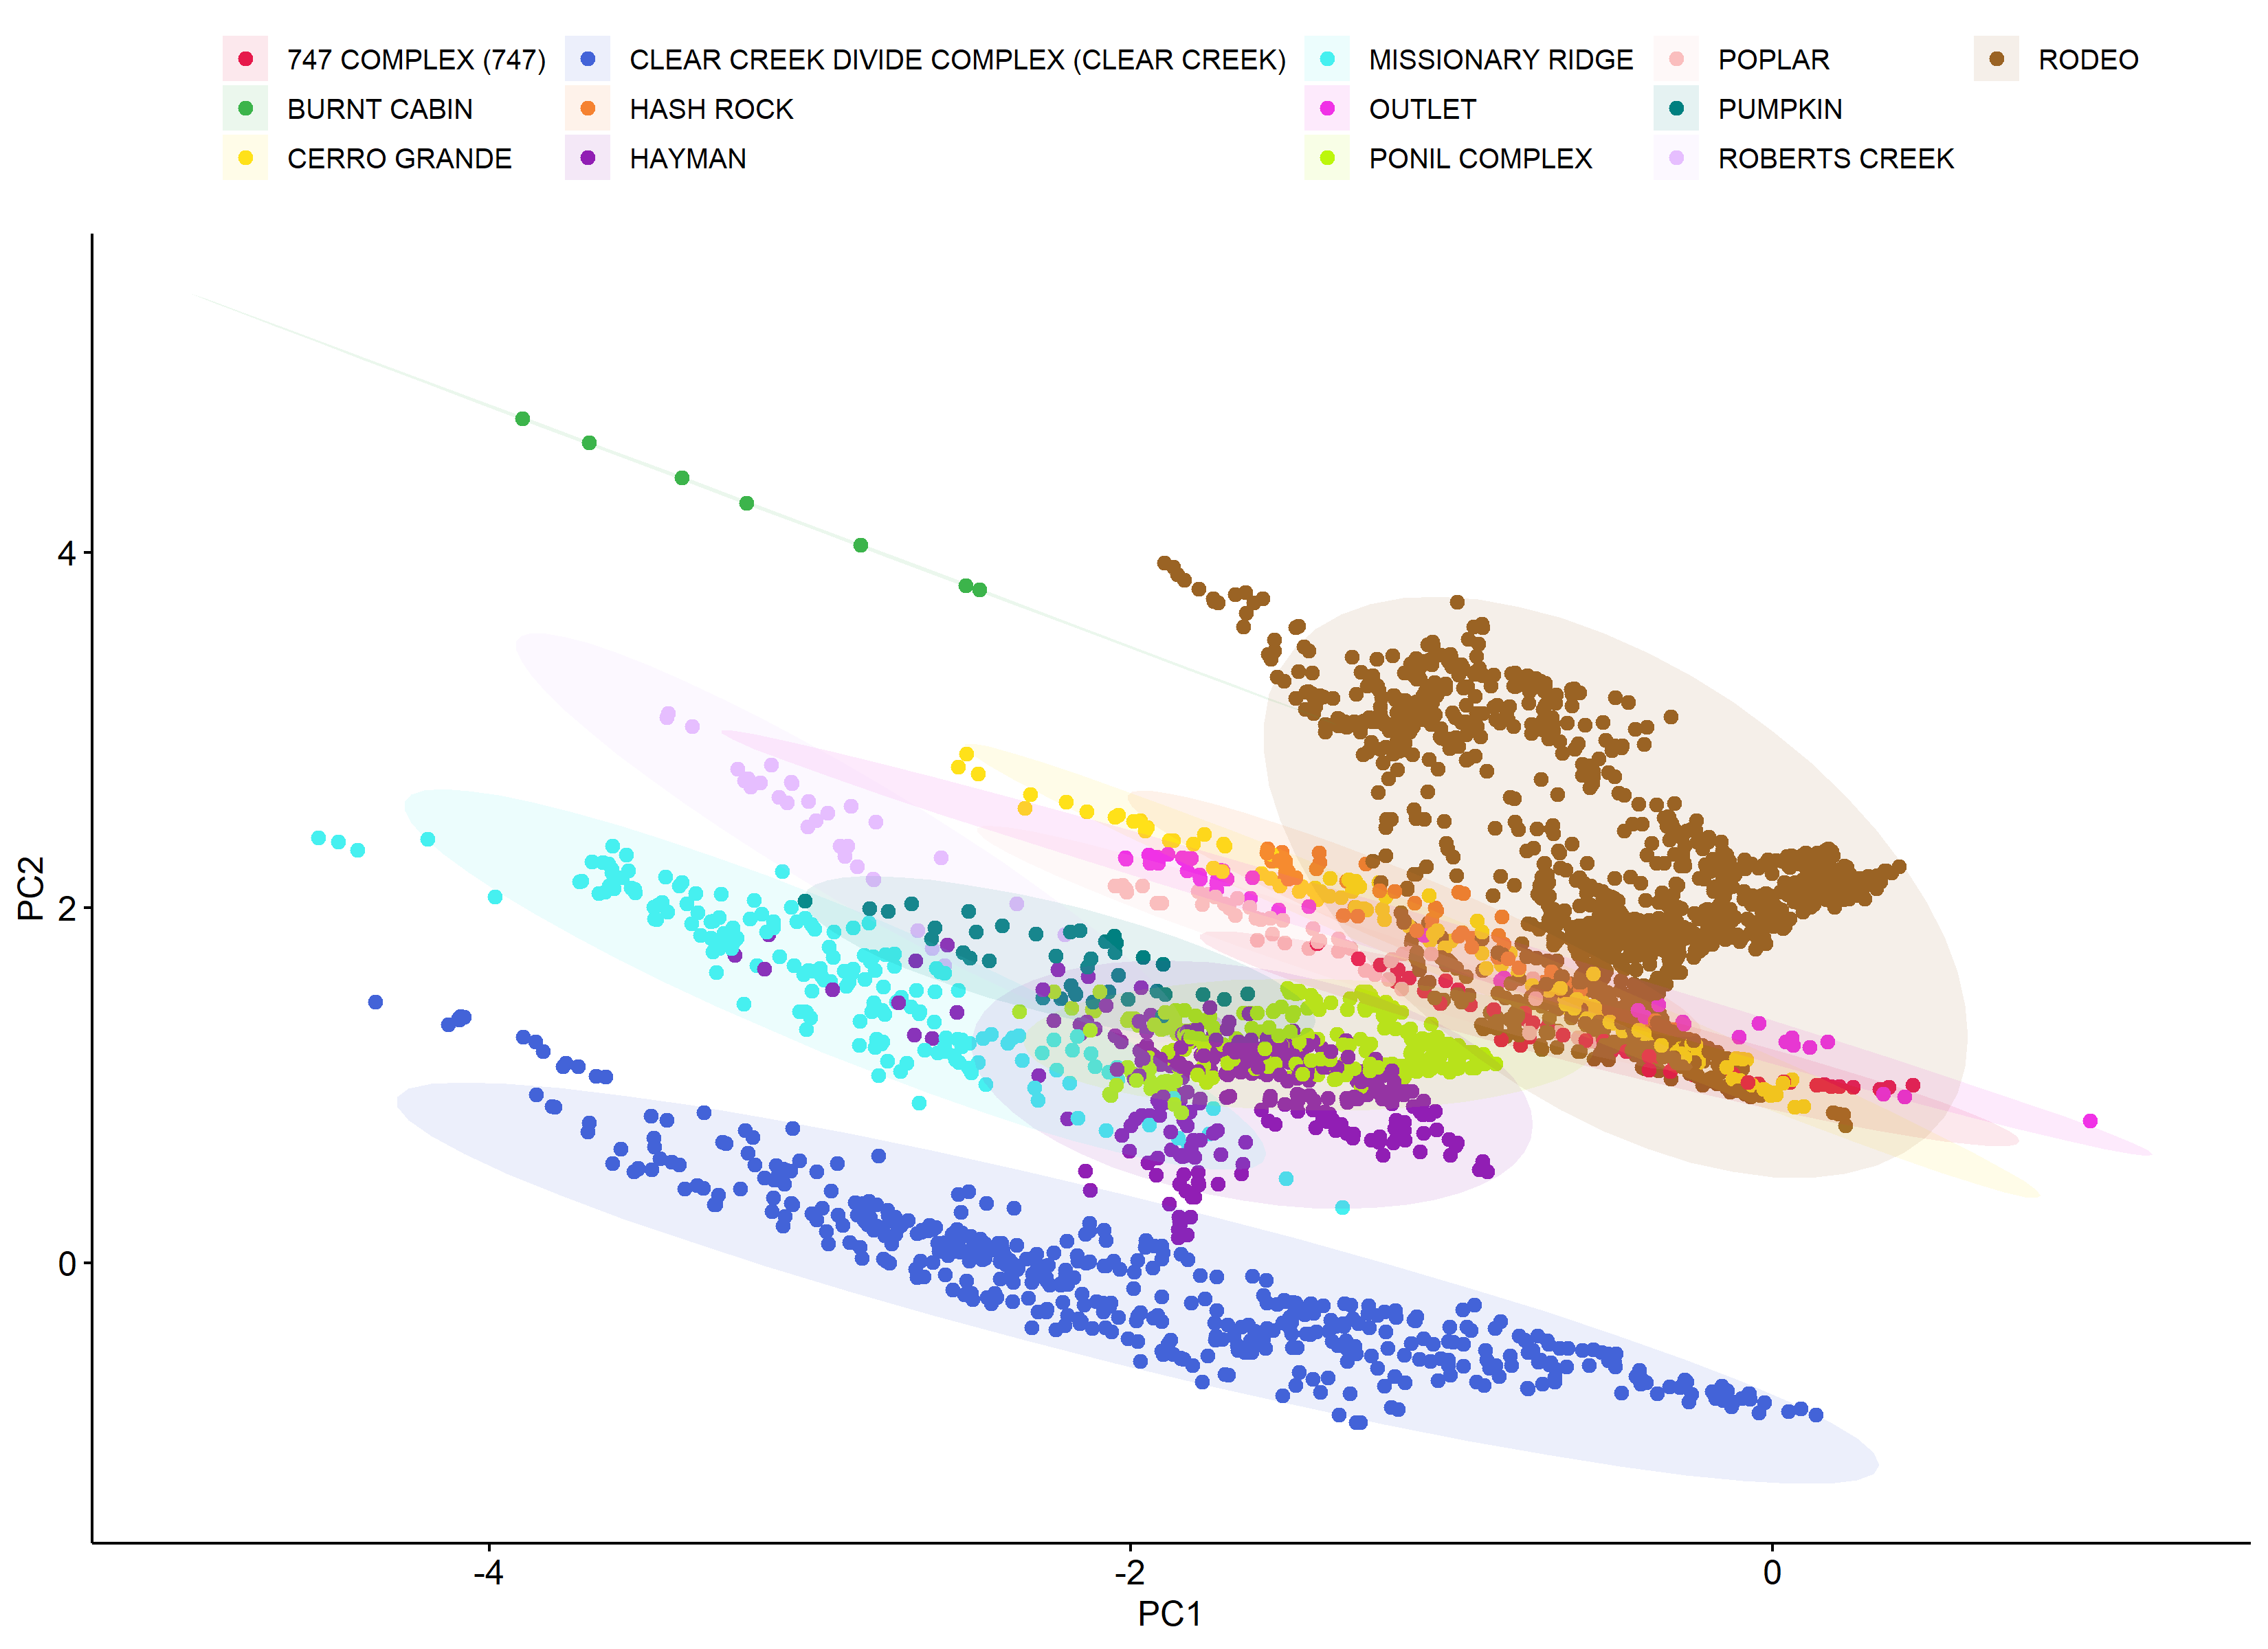 747 COMPLEX (747) CLEAR CREEK DIVIDE COMPLEX (CLEAR CREEK) MISSIONARY RIDGE POPLAR RODEO
BURNT CABIN HASH ROCK OUTLET PUMPKIN
CERRO GRANDE HAYMAN PONIL COMPLEX ROBERTS CREEK
4
2
0
PC2
-4 -2 0
PC1